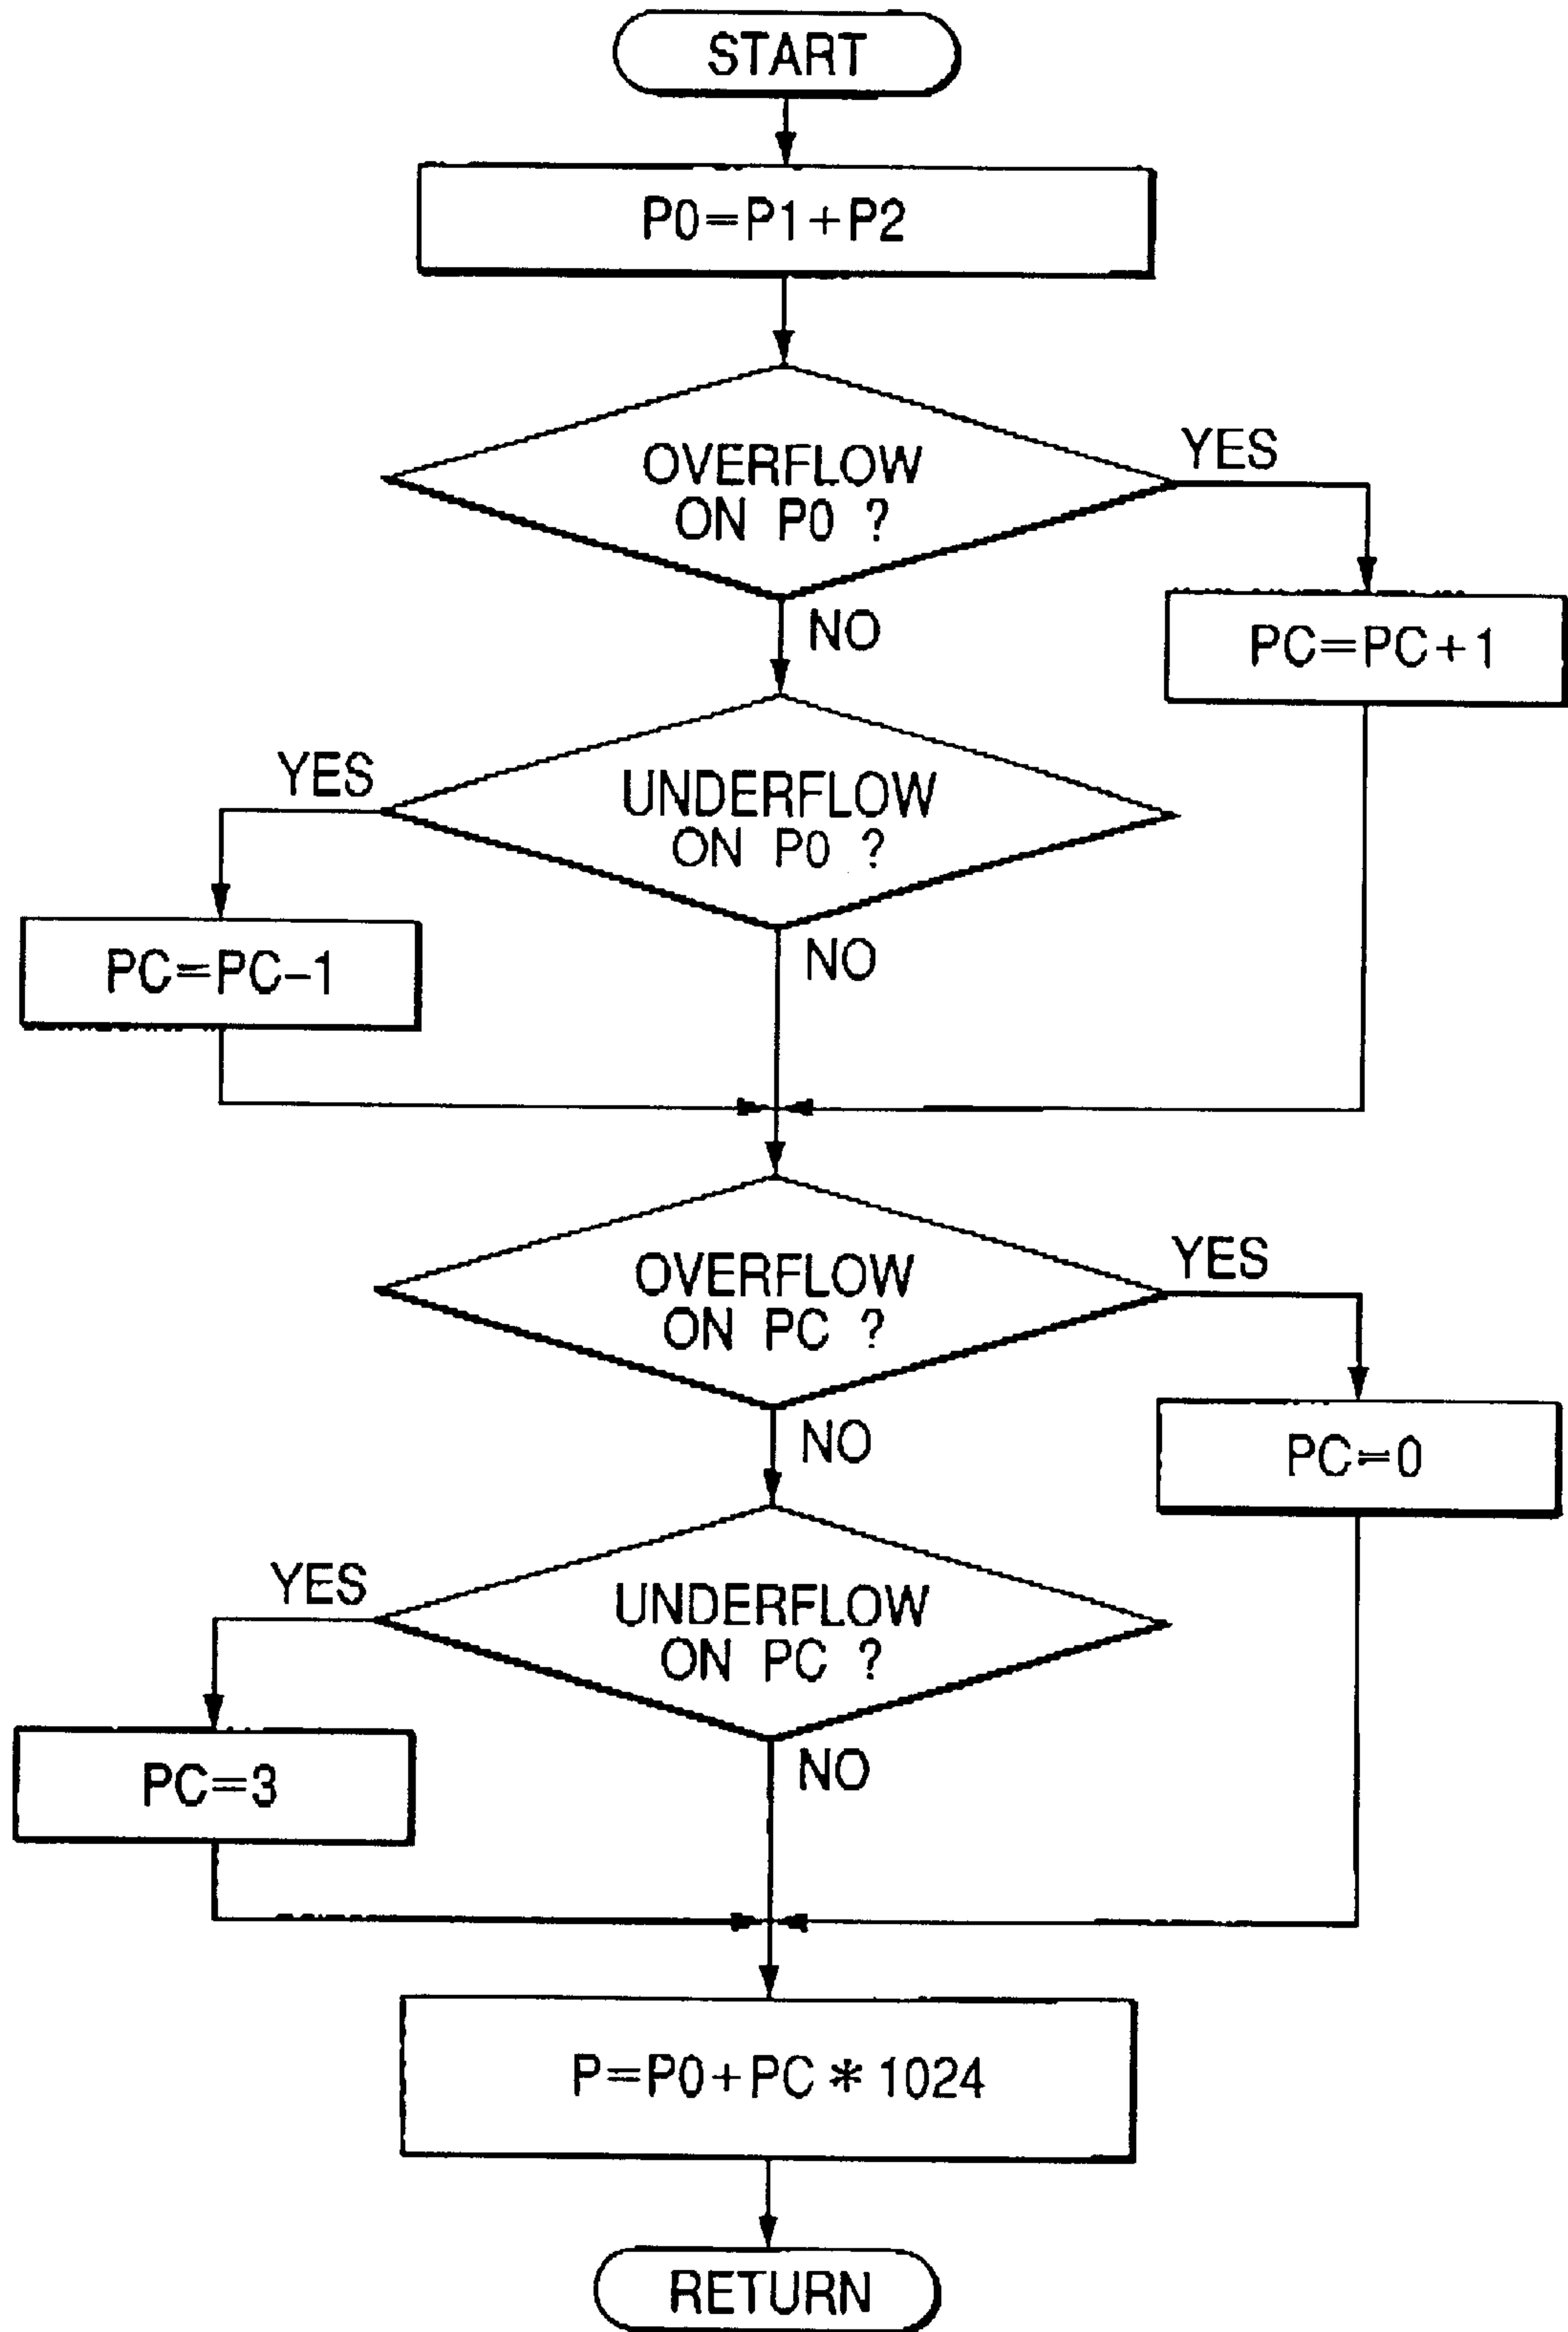 START
P0=P1+P2
OVERFLOW
ON P0 ?
YES
NO
PC=PC+1
UNDERFLOW
ON P0 ?
YES
NO
PC=PC-1
OVERFLOW
ON PC ?
YES
NO
PC=0
UNDERFLOW
ON PC ?
YES
NO
PC=3
P=P0+PC * 1024
RETURN